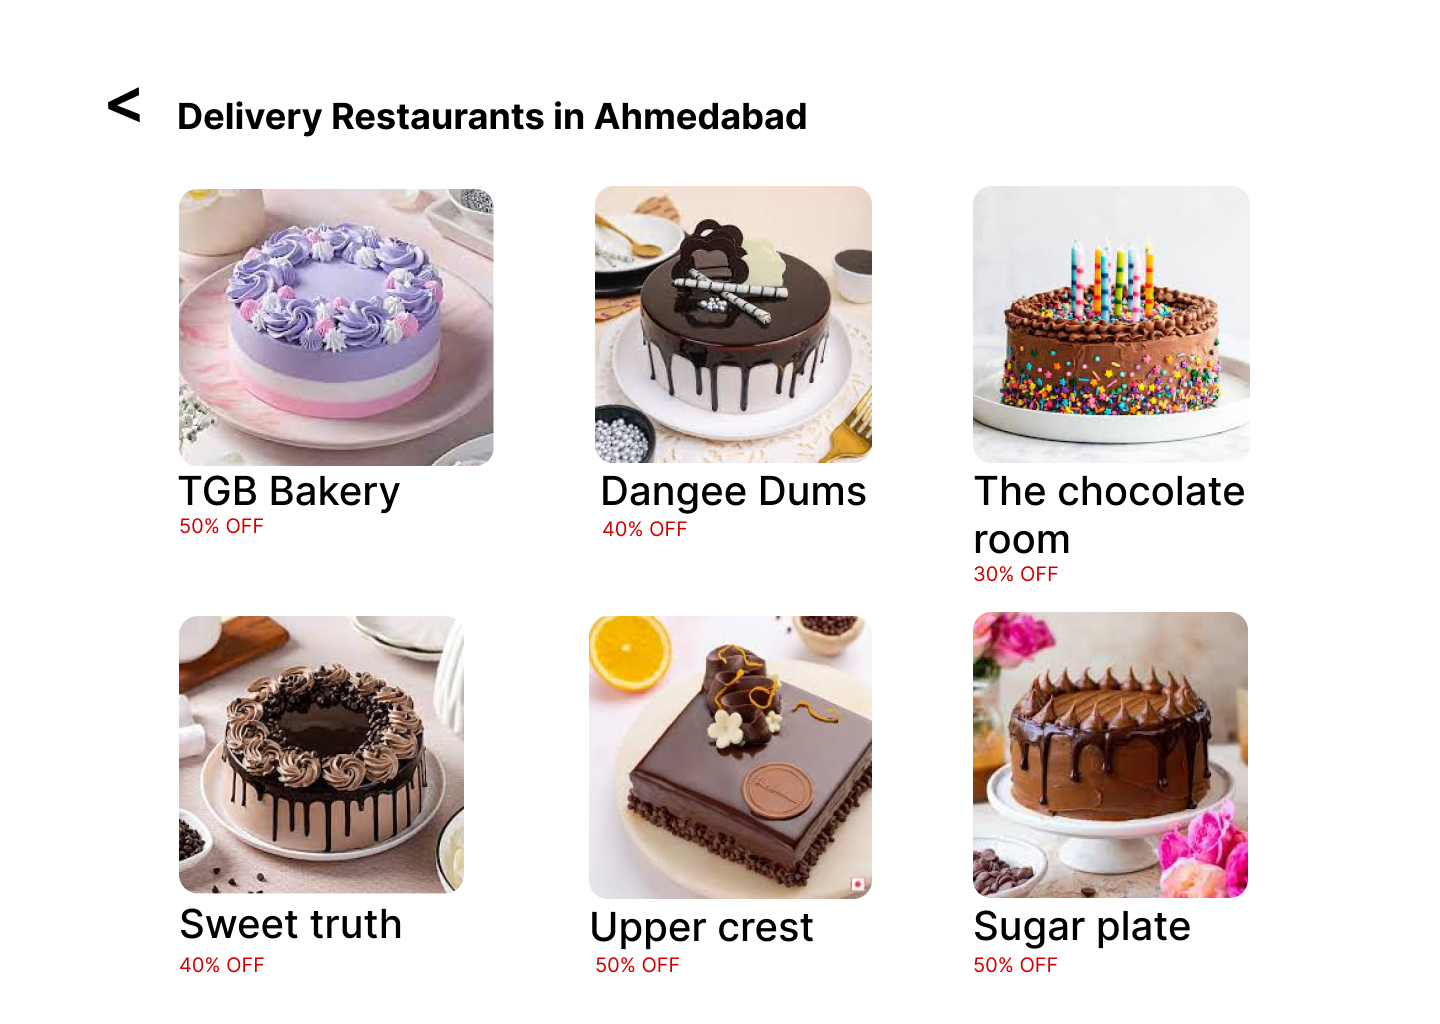 <
Delivery Restaurants in Ahmedabad
TGB Bakery
50% OFF
Dangee Dums
40% OFF
The chocolate
room
30% OFF
Sweet truth
40% OFF
Upper crest
50% OFF
Sugar plate
50% OFF